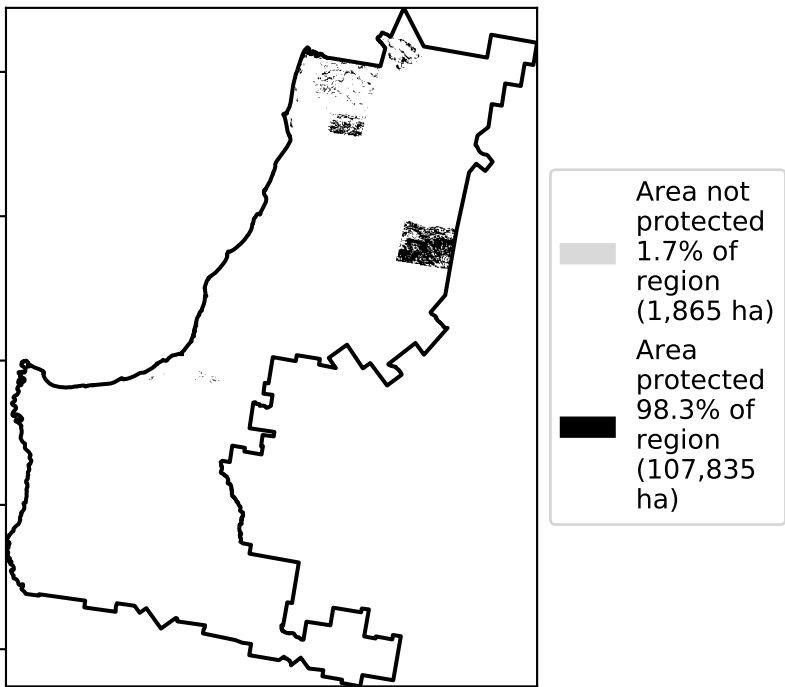 Area not
protected
1.7% of
region
(1,865 ha)
Area
protected
98.3% of
region
(107,835
ha)